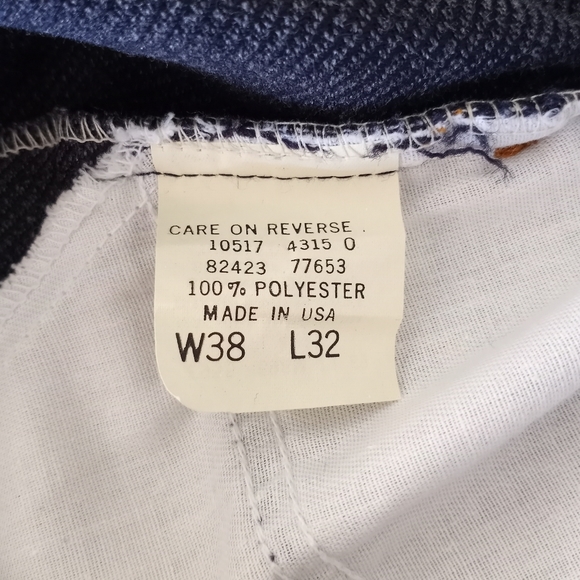 CARE ON REVERSE .
10517 4315 0
82423 77653
100% POLYESTER
MADE IN USA
W38 L32